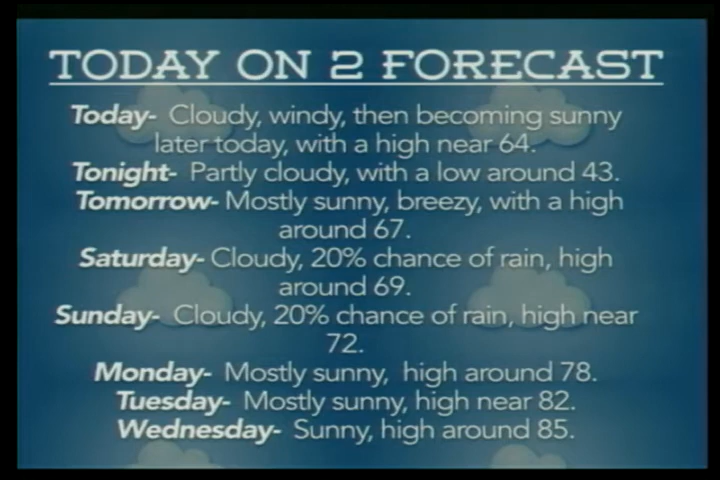 TODAY ON 2 FORECAST
Today- Cloudy, windy, then becoming sunny
later today, with a high near 64.
Tonight- Partly cloudy, with a low around 43.
Tomorrow- Mostly sunny, breezy, with a high
around 67.
Saturday- Cloudy, 20% chance of rain, high
around 69.
Sunday- Cloudy, 20% chance of rain, high near
72.
Monday- Mostly sunny, high around 78.
Tuesday- Mostly sunny, high near 82.
Wednesday- Sunny, high around 85.